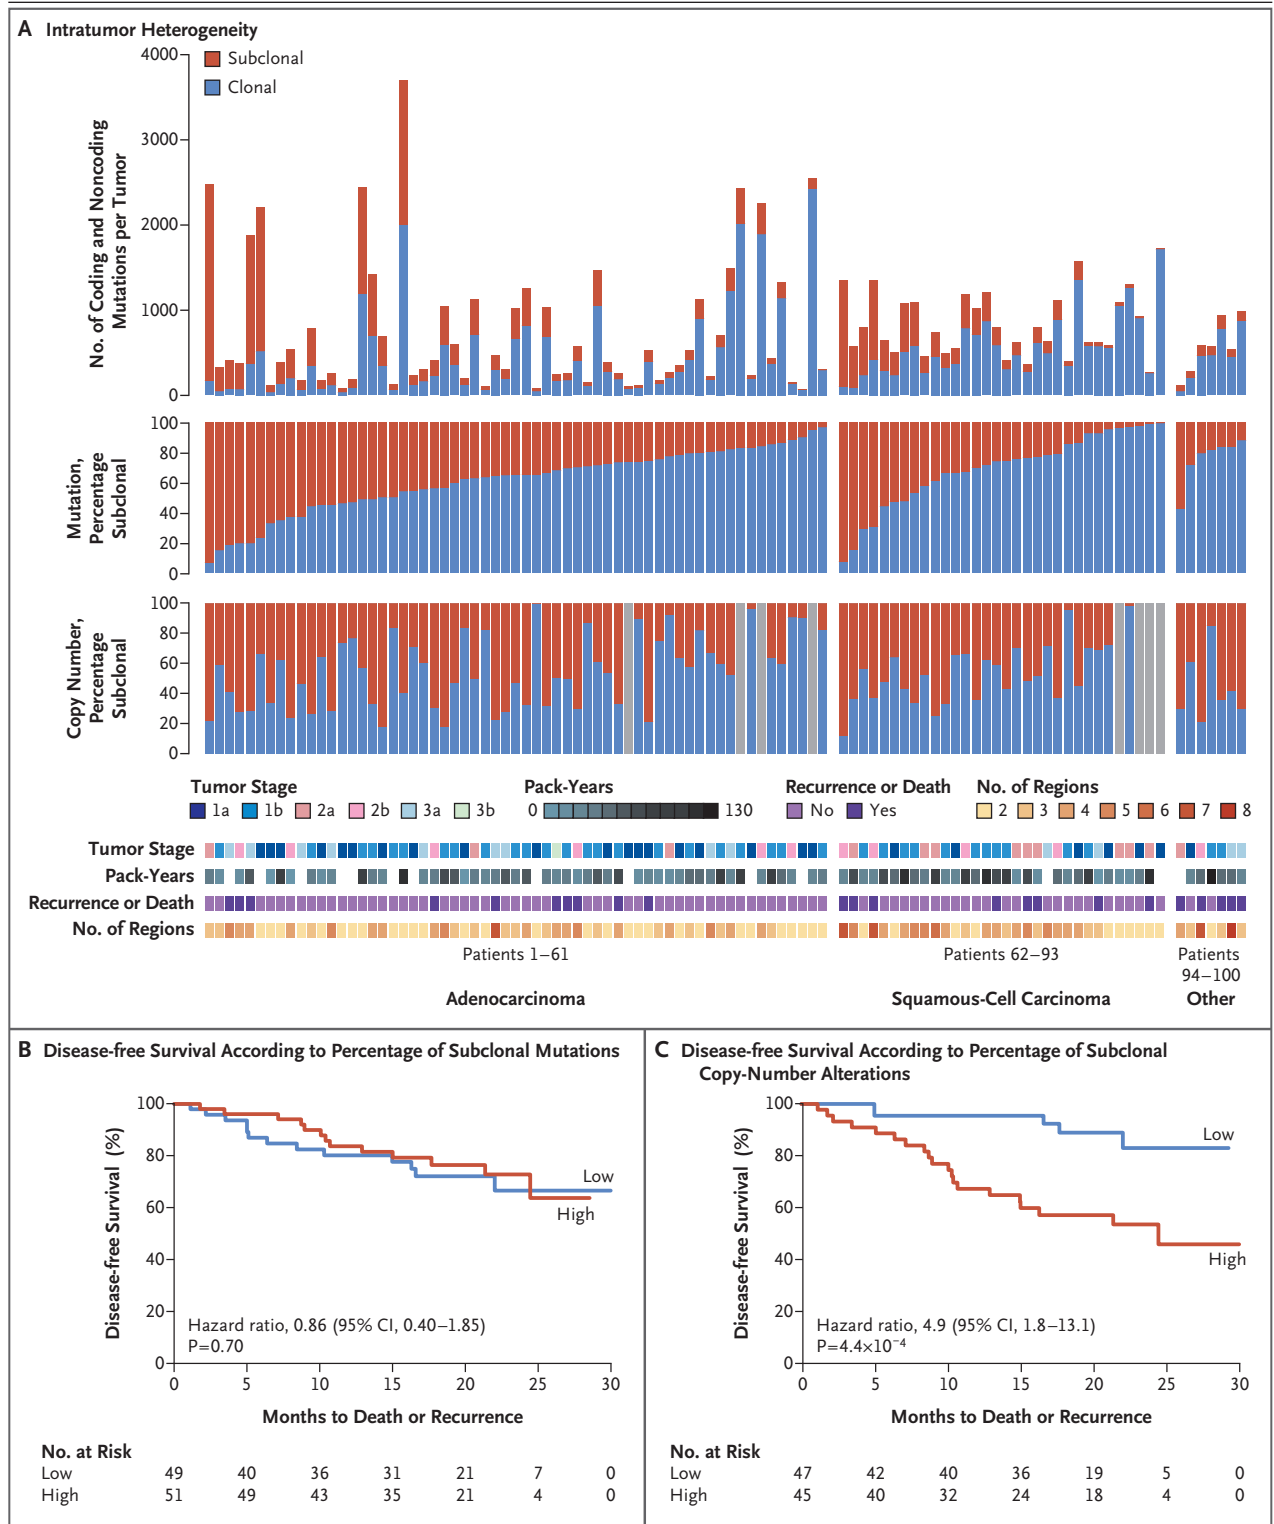 A Intratumor Heterogeneity
Subclonal
Clonal
No. of Coding and Noncoding
Mutations per Tumor
4000
3000
2000
1000
0
Mutation,
Percentage
Subclonal
100
80
60
40
20
0
Copy Number,
Percentage
Subclonal
100
80
60
40
20
0
Tumor Stage
1a 1b 2a 2b 3a 3b
Pack-Years
0 130
Recurrence or Death
No Yes
No. of Regions
2 3 4 5 6 7 8
Tumor Stage
Pack-Years
Recurrence or Death
No. of Regions
Patients 1–61
Adenocarcinoma
Patients 62–93
Squamous-Cell Carcinoma
Patients
94–100
Other
B Disease-free Survival According to Percentage of Subclonal Mutations
Disease-free Survival (%)
100
80
60
40
20
0
Low
High
Hazard ratio, 0.86 (95% CI, 0.40–1.85)
P=0.70
0 5 10 15 20 25 30
Months to Death or Recurrence
No. at Risk
Low 49 40 36 31 21 7 0
High 51 49 43 35 21 4 0
C Disease-free Survival According to Percentage of Subclonal
Copy-Number Alterations
Disease-free Survival (%)
100
80
60
40
20
0
Low
High
Hazard ratio, 4.9 (95% CI, 1.8–13.1)
P=4.4×10⁻⁴
0 5 10 15 20 25 30
Months to Death or Recurrence
No. at Risk
Low 47 42 40 36 19 5 0
High 45 40 32 24 18 4 0